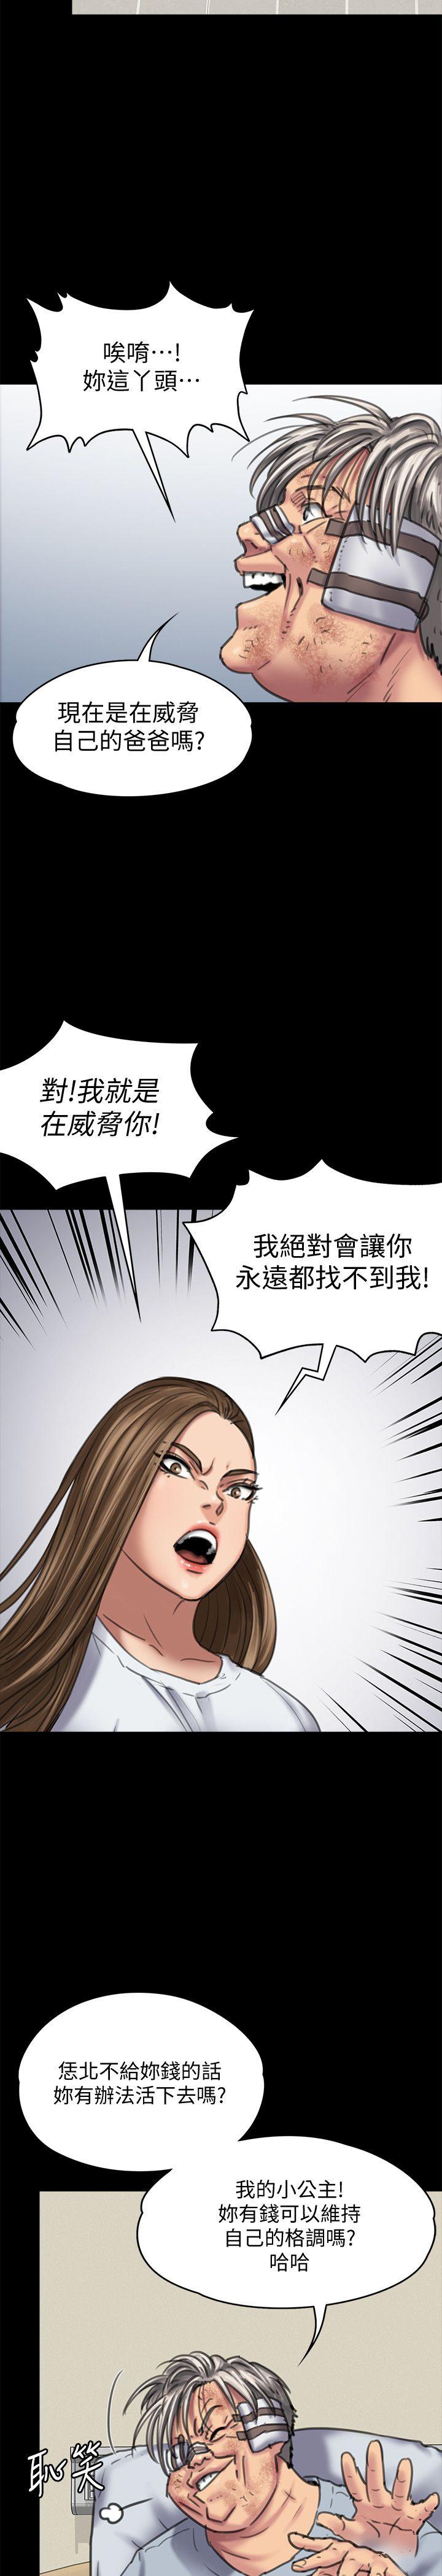 唉唷⋯!
妳這丫頭⋯
現在是在威脅
自己的爸爸嗎?
對!我就是
在威脅你!
我絕對會讓你
永遠都找不到我!
恁北不給妳錢的話
妳有辦法活下去嗎?
我的小公主!
妳有錢可以維持
自己的格調嗎?
哈哈
恥笑